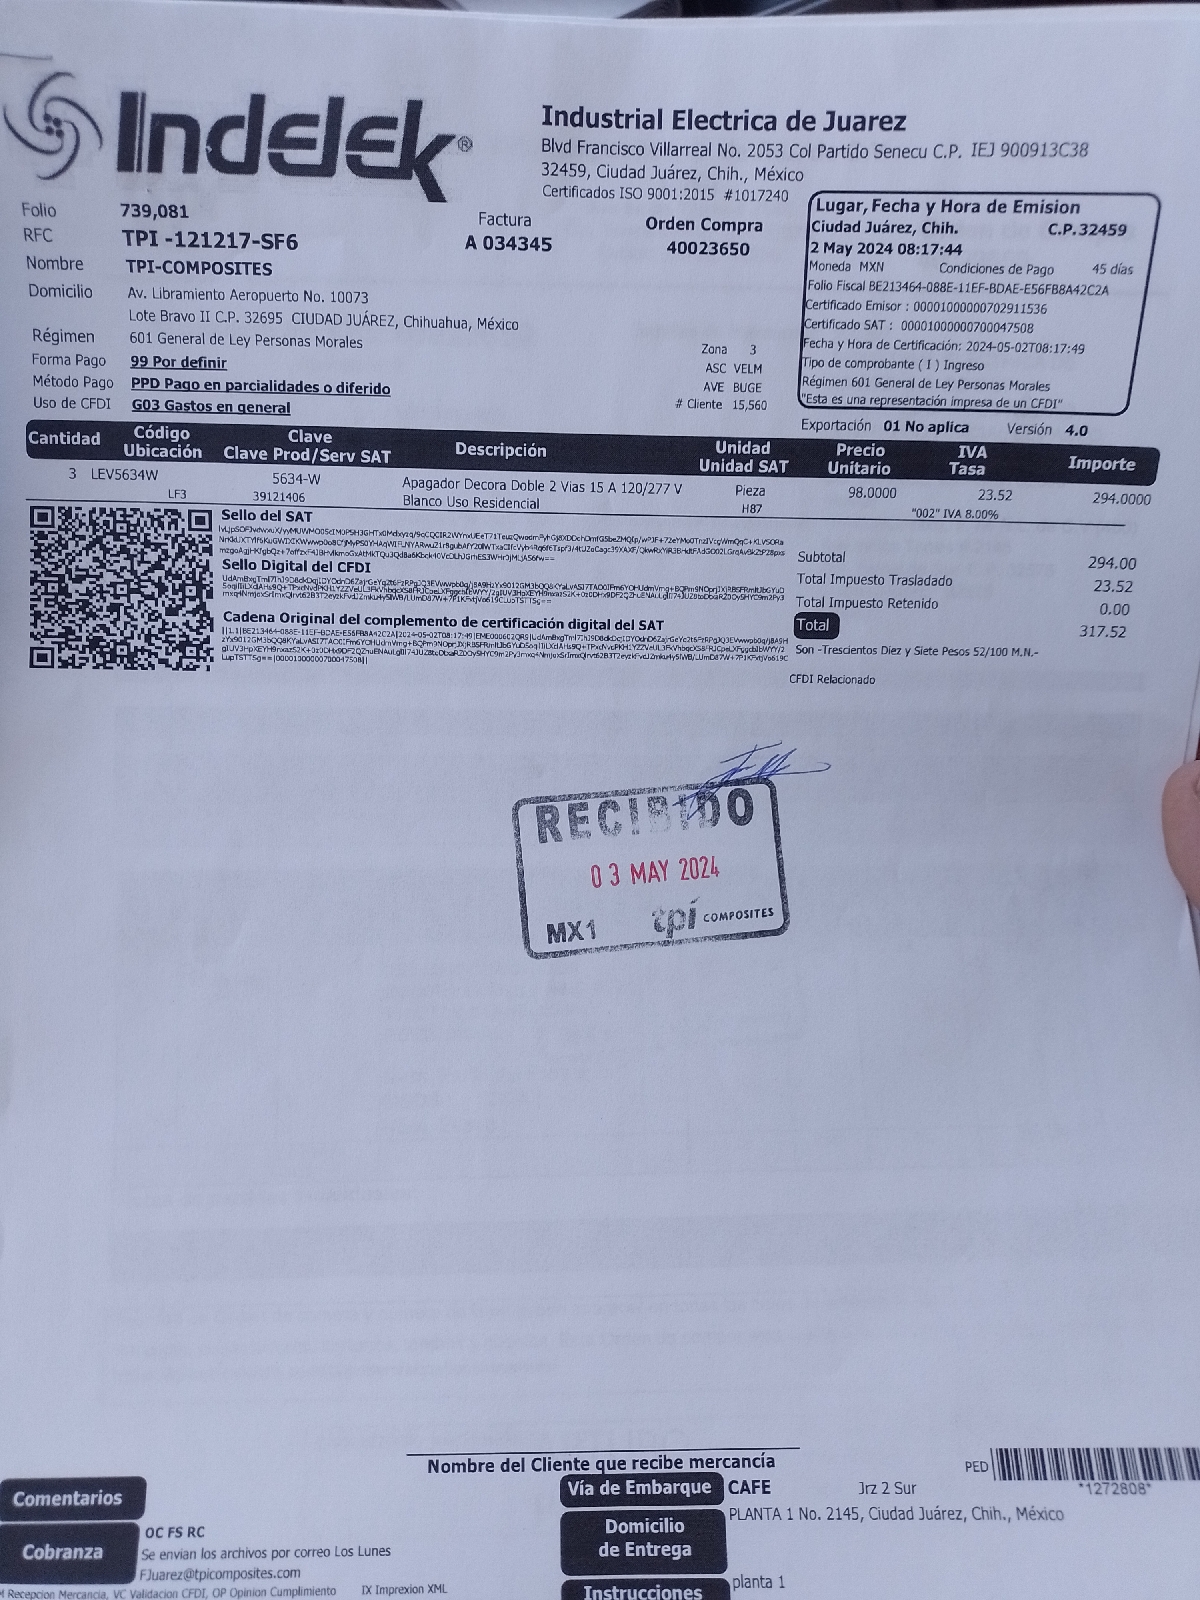 Indelek®
Industrial Electrica de Juarez
Blvd Francisco Villarreal No. 2053 Col Partido Senecu C.P. IEJ 900913C38
32459, Ciudad Juárez, Chih., México
Certificados ISO 9001:2015 #1017240
Folio 739,081
RFC TPI -121217-SF6
Factura
A 034345
Orden Compra
40023650
Nombre TPI-COMPOSITES
Domicilio Av. Libramiento Aeropuerto No. 10073
Lote Bravo II C.P. 32695 CIUDAD JUÁREZ, Chihuahua, México
Régimen 601 General de Ley Personas Morales
Forma Pago 99 Por definir
Método Pago PPD Pago en parcialidades o diferido
Uso de CFDI G03 Gastos en general
Zona 3
ASC VELM
AVE BUGE
# Cliente 15,560
Lugar, Fecha y Hora de Emision
Ciudad Juárez, Chih. C.P.32459
2 May 2024 08:17:44
Moneda MXN Condiciones de Pago 45 días
Folio Fiscal BE213464-088E-11EF-BDAE-E56FB8A42C2A
Certificado Emisor : 00001000000702911536
Certificado SAT : 00001000000700047508
Fecha y Hora de Certificación: 2024-05-02T08:17:49
Tipo de comprobante ( I ) Ingreso
Régimen 601 General de Ley Personas Morales
"Esta es una representación impresa de un CFDI"
Exportación 01 No aplica Versión 4.0
Cantidad Código Ubicación Clave Clave Prod/Serv SAT Descripción Unidad Unidad SAT Precio Unitario IVA Tasa Importe
3 LEV5634W 5634-W Apagador Decora Doble 2 Vias 15 A 120/277 V Pieza 98.0000 23.52 294.0000
LF3 39121406 Blanco Uso Residencial H87 "002" IVA 8.00%
Sello del SAT
Sello Digital del CFDI
Cadena Original del complemento de certificación digital del SAT
Subtotal 294.00
Total Impuesto Trasladado 23.52
Total Impuesto Retenido 0.00
Total 317.52
Son -Trescientos Diez y Siete Pesos 52/100 M.N.-
CFDI Relacionado
RECIBIDO
03 MAY 2024
MX1 tpi COMPOSITES
Nombre del Cliente que recibe mercancía
PED
*1272808*
Comentarios
Vía de Embarque CAFE Jrz 2 Sur
Domicilio de Entrega PLANTA 1 No. 2145, Ciudad Juárez, Chih., México
Cobranza
OC FS RC
Se envian los archivos por correo Los Lunes
FJuarez@tpicomposites.com
Recepcion Mercancia, VC Validacion CFDI, OP Opinion Cumplimiento IX Imprexion XML
Instrucciones planta 1